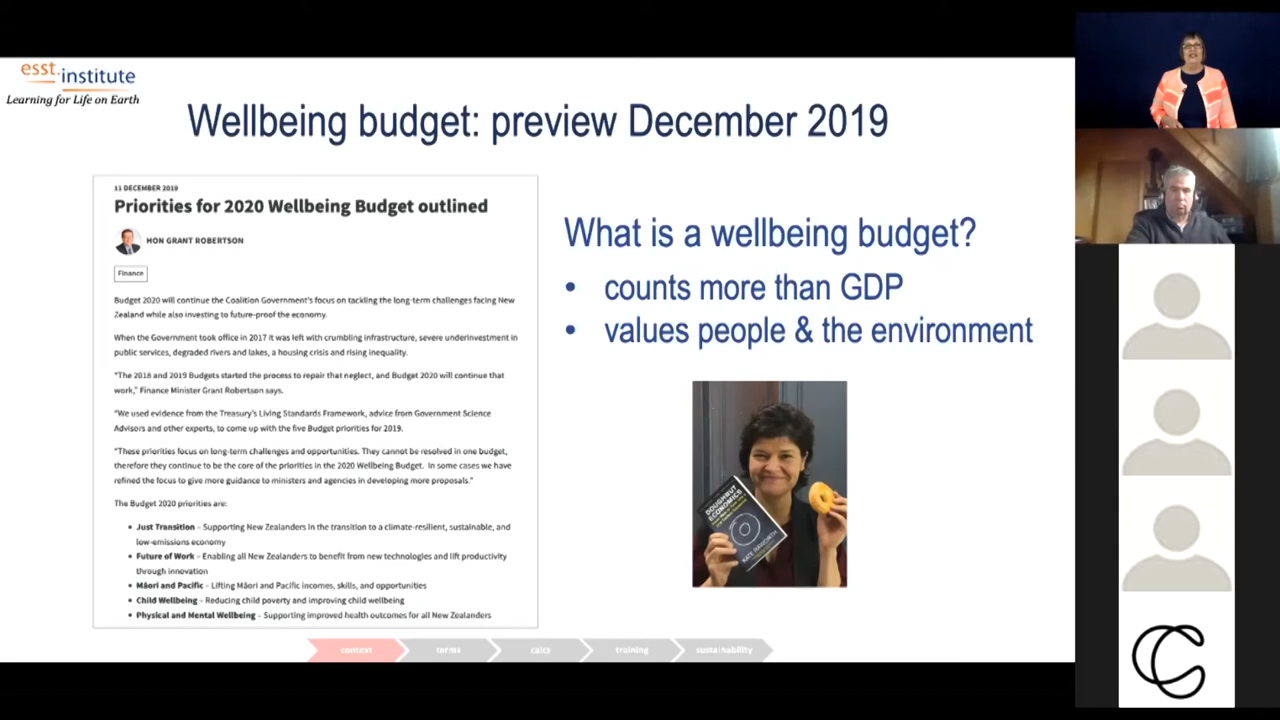 esst.institute
Learning for Life on Earth
Wellbeing budget: preview December 2019
11 DECEMBER 2019
Priorities for 2020 Wellbeing Budget outlined
HON GRANT ROBERTSON
Finance
Budget 2020 will continue the Coalition Government's focus on tackling the long-term challenges facing New
Zealand while also investing to future-proof the economy.
When the Government took office in 2017 it was left with crumbling infrastructure, severe underinvestment in
public services, degraded rivers and lakes, a housing crisis and rising inequality.
"The 2018 and 2019 Budgets started the process to repair that neglect, and Budget 2020 will continue that
work," Finance Minister Grant Robertson says.
"We used evidence from the Treasury's Living Standards Framework, advice from Government Science
Advisors and other experts, to come up with the five Budget priorities for 2019.
"These priorities focus on long-term challenges and opportunities. They cannot be resolved in one budget,
therefore they continue to be the core of the priorities in the 2020 Wellbeing Budget. In some cases we have
refined the focus to give more guidance to ministers and agencies in developing more proposals."
The Budget 2020 priorities are:
• Just Transition – Supporting New Zealanders in the transition to a climate-resilient, sustainable, and
low-emissions economy
• Future of Work – Enabling all New Zealanders to benefit from new technologies and lift productivity
through innovation
• Māori and Pacific – Lifting Māori and Pacific incomes, skills, and opportunities
• Child Wellbeing – Reducing child poverty and improving child wellbeing
• Physical and Mental Wellbeing – Supporting improved health outcomes for all New Zealanders
What is a wellbeing budget?
• counts more than GDP
• values people & the environment
DOUGHNUT
ECONOMICS
KATE RAWORTH
context
terms
calcs
training
sustainability